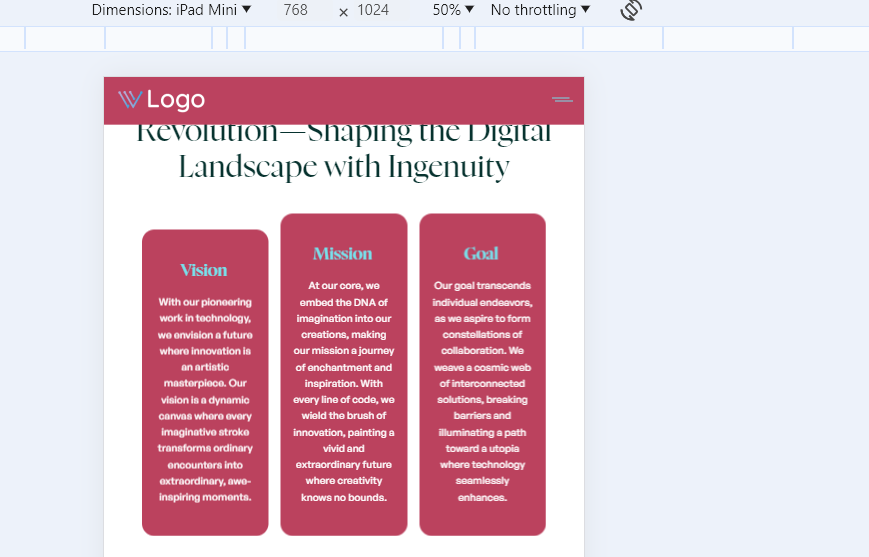 Dimensions: iPad Mini ▼ 768 × 1024 50% ▼ No throttling ▼
Logo
Revolution—Shaping the Digital
Landscape with Ingenuity
Vision
With our pioneering
work in technology,
we envision a future
where innovation is
an artistic
masterpiece. Our
vision is a dynamic
canvas where every
imaginative stroke
transforms ordinary
encounters into
extraordinary, awe-
inspiring moments.
Mission
At our core, we
embed the DNA of
imagination into our
creations, making
our mission a journey
of enchantment and
inspiration. With
every line of code, we
wield the brush of
innovation, painting a
vivid and
extraordinary future
where creativity
knows no bounds.
Goal
Our goal transcends
individual endeavors,
as we aspire to form
constellations of
collaboration. We
weave a cosmic web
of interconnected
solutions, breaking
barriers and
illuminating a path
toward a utopia
where technology
seamlessly
enhances.